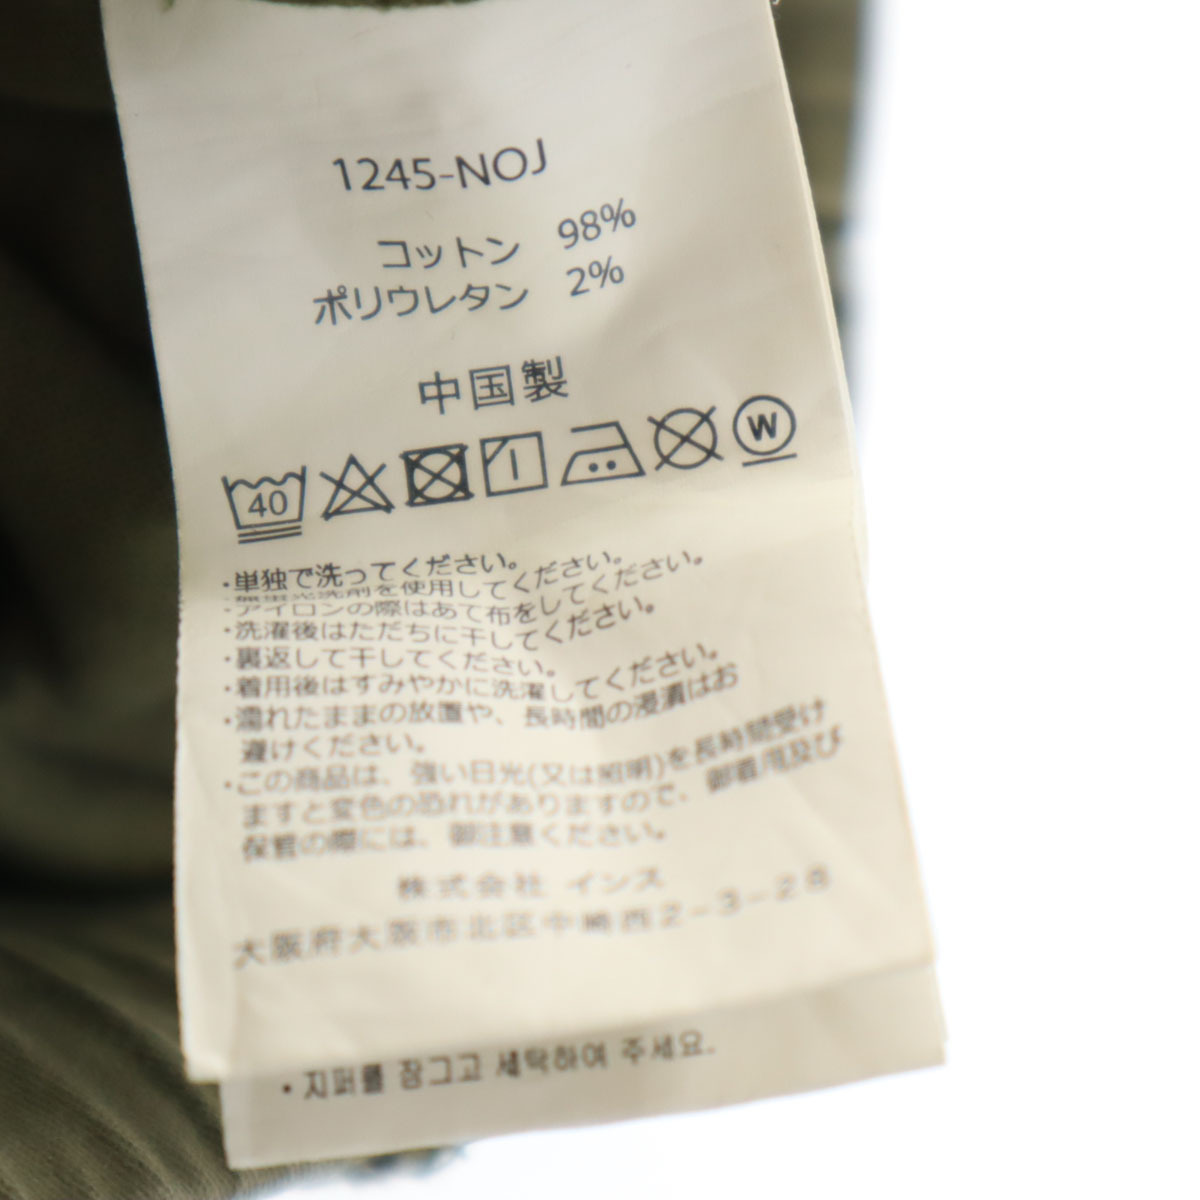 1245-NOJ
コットン 98%
ポリウレタン 2%
中国製
40 W
・単独で洗ってください。
・無蛍光洗剤を使用してください。
・アイロンの際はあて布をしてください。
・洗濯後はただちに干してください。
・裏返して干してください。
・着用後はすみやかに洗濯してください。
・濡れたままの放置や、長時間の浸漬はお
避けください。
・この商品は、強い日光(又は照明)を長時間受け
ますと変色の恐れがありますので、御着用及び
保管の際には、御注意ください。
株式会社 インス
大阪府大阪市北区中崎西2-3-28
・지퍼를 잠그고 세탁하여 주세요.